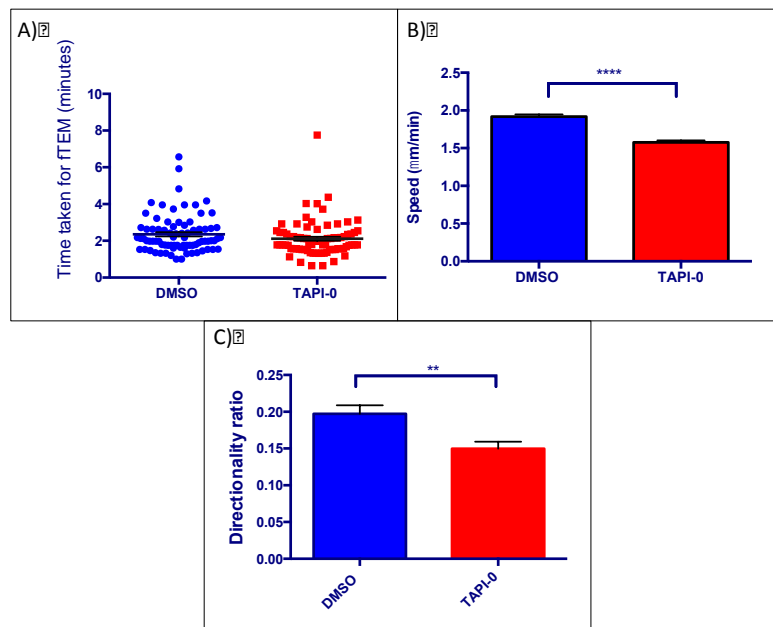 A)⍰
Time taken for fTEM (minutes)
10
8
6
4
2
0
DMSO
TAPI-0
B)⍰
****
Speed (mm/min)
2.5
2.0
1.5
1.0
0.5
0.0
DMSO
TAPI-0
C)⍰
**
Directionality ratio
0.25
0.20
0.15
0.10
0.05
0.00
DMSO
TAPI-0